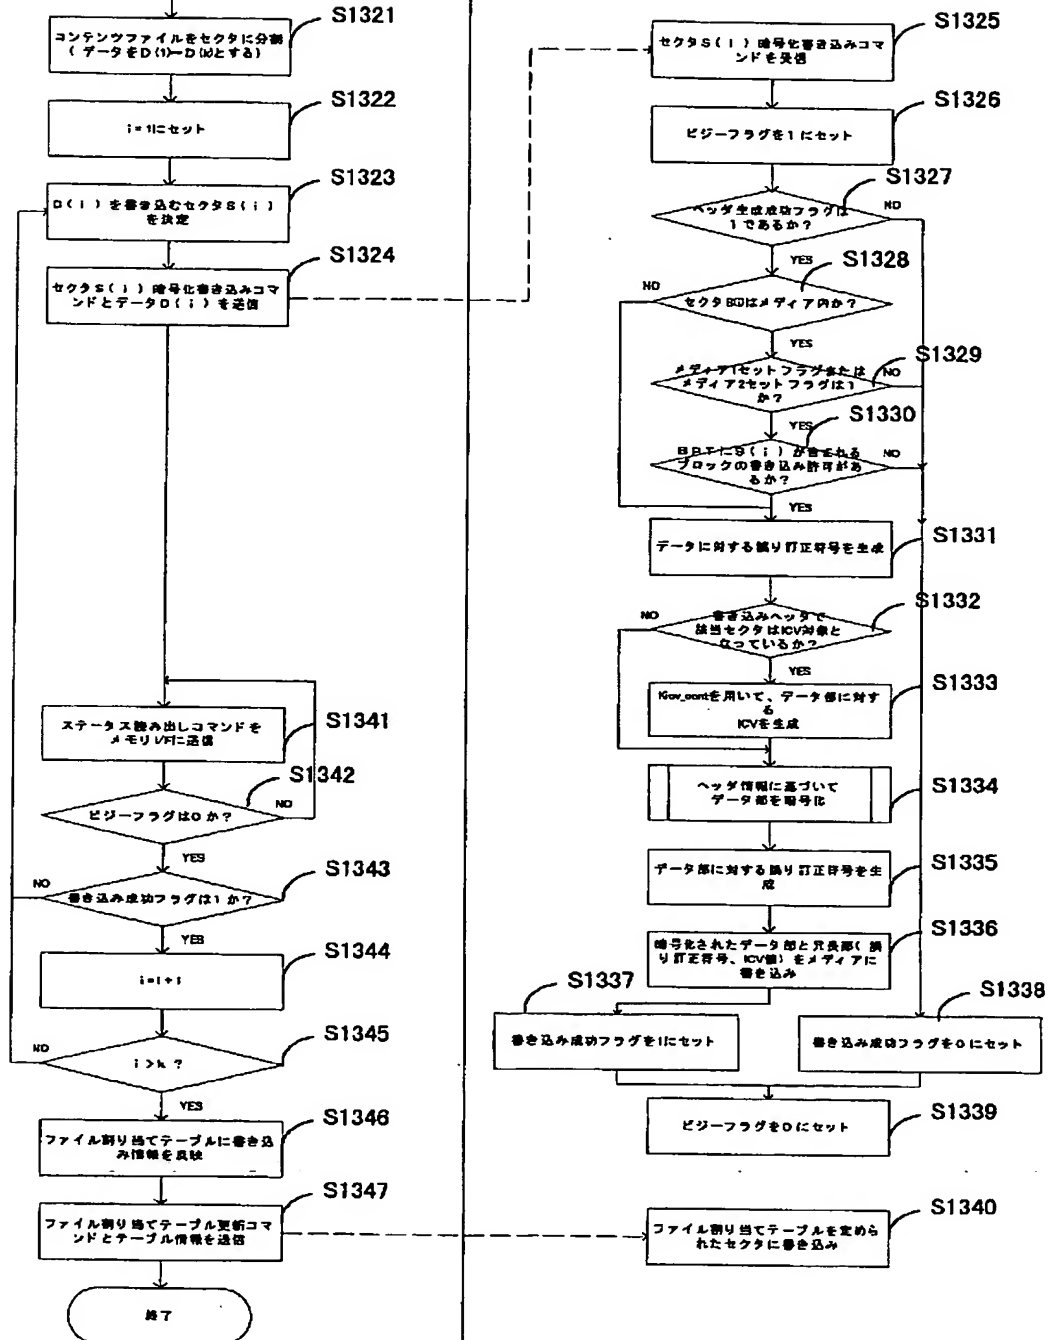 S1321
コンテンツファイルをセクタに分割
(データをD(1)~D(k)とする)
S1322
i=1にセット
S1323
D(i)を書き込むセクタS(i)
を決定
S1324
セクタS(i)暗号化書き込みコマ
ンドとデータD(i)を送信
S1341
ステータス読み出しコマンドを
メモリI/Fに送信
S1342
ビジーフラグは0か?
NO
YES
S1343
書き込み成功フラグは1か?
NO
YES
S1344
i=i+1
S1345
i>k ?
NO
YES
S1346
ファイル割り当てテーブルに書き込
み情報を反映
S1347
ファイル割り当てテーブル更新コマ
ンドとテーブル情報を送信
終了
S1325
セクタS(i)暗号化書き込みコマ
ンドを受信
S1326
ビジーフラグを1にセット
S1327
ヘッダ生成成功フラグは
1であるか?
NO
YES
S1328
セクタS(i)はメディア内か?
NO
YES
S1329
メディア1セットフラグまたは
メディア2セットフラグは1
か?
NO
YES
S1330
BPTにS(i)が含まれる
ブロックの書き込み許可があ
るか?
NO
YES
S1331
データに対する誤り訂正符号を生成
S1332
書き込みヘッダで
該当セクタはICV対象と
なっているか?
NO
YES
S1333
Kicv_contを用いて、データ部に対す
る
ICVを生成
S1334
ヘッダ情報に基づいて
データ部を暗号化
S1335
データ部に対する誤り訂正符号を生
成
S1336
暗号化されたデータ部と冗長部(誤
り訂正符号、ICV値)をメディアに
書き込み
S1337
書き込み成功フラグを1にセット
S1338
書き込み成功フラグを0にセット
S1339
ビジーフラグを0にセット
S1340
ファイル割り当てテーブルを定めら
れたセクタに書き込み